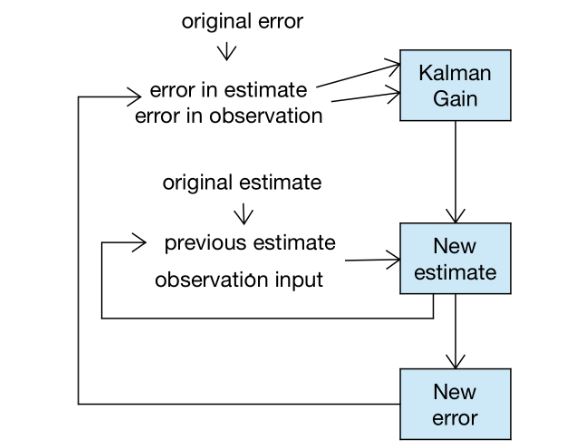 original error
error in estimate
error in observation
Kalman
Gain
original estimate
previous estimate
observation input
New
estimate
New
error